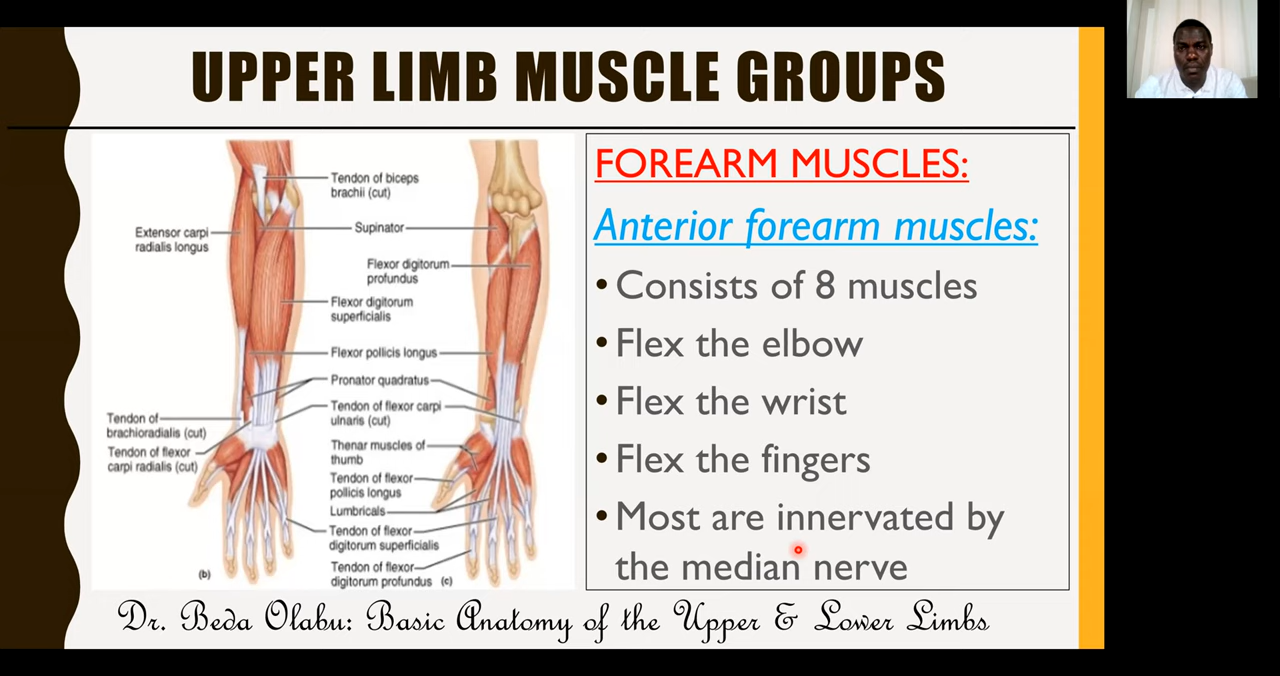 UPPER LIMB MUSCLE GROUPS
Tendon of biceps
brachii (cut)
Extensor carpi
radialis longus
Supinator
Flexor digitorum
profundus
Flexor digitorum
superficialis
Flexor pollicis longus
Pronator quadratus
Tendon of flexor carpi
ulnaris (cut)
Tendon of
brachioradialis (cut)
Tendon of flexor
carpi radialis (cut)
Thenar muscles of
thumb
Tendon of flexor
pollicis longus
Lumbricals
Tendon of flexor
digitorum superficialis
Tendon of flexor
digitorum profundus
(b)
(c)
FOREARM MUSCLES:
Anterior forearm muscles:
• Consists of 8 muscles
• Flex the elbow
• Flex the wrist
• Flex the fingers
• Most are innervated by
the median nerve
Dr. Beda Olabu: Basic Anatomy of the Upper & Lower Limbs